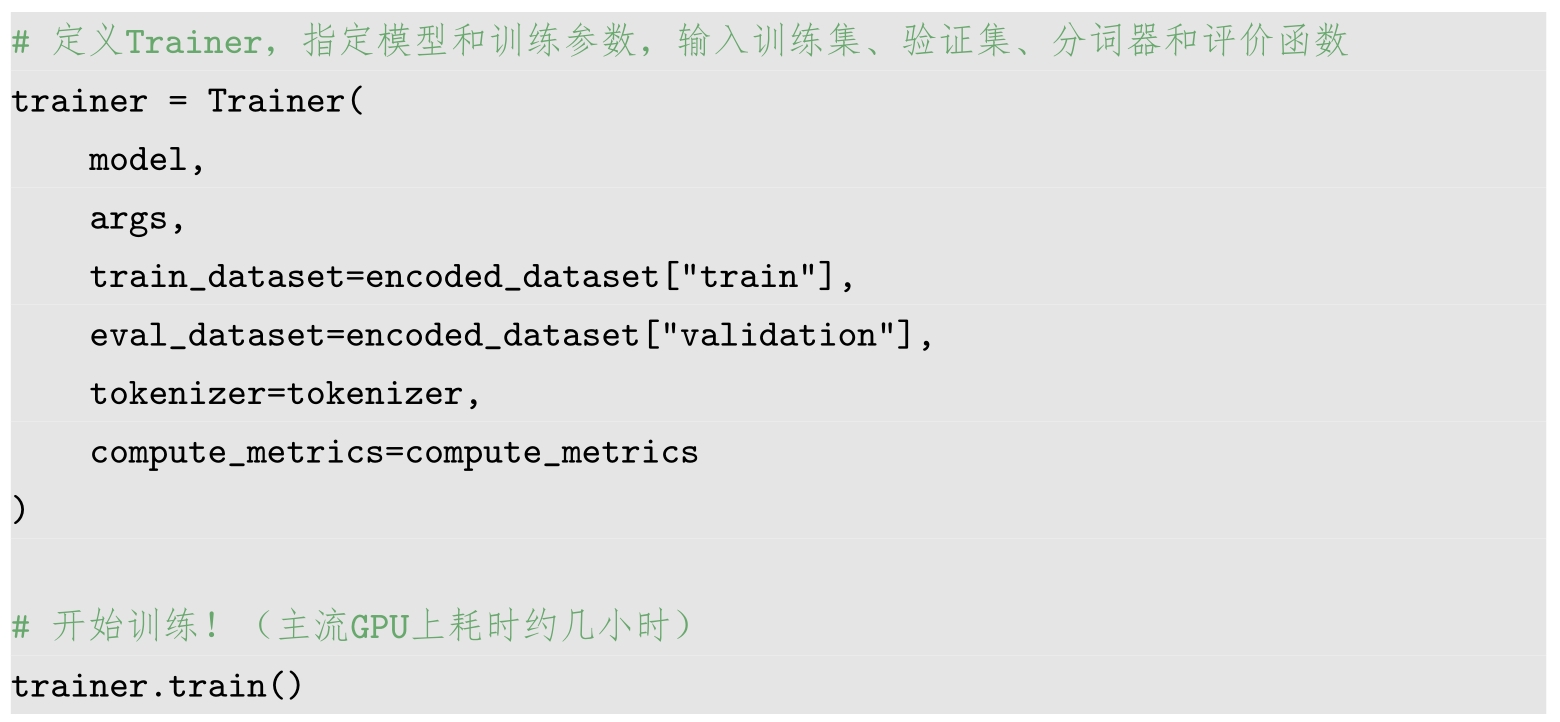 # 定义Trainer，指定模型和训练参数，输入训练集、验证集、分词器和评价函数
trainer = Trainer(
    model,
    args,
    train_dataset=encoded_dataset["train"],
    eval_dataset=encoded_dataset["validation"],
    tokenizer=tokenizer,
    compute_metrics=compute_metrics
)
# 开始训练！（主流GPU上耗时约几小时）
trainer.train()